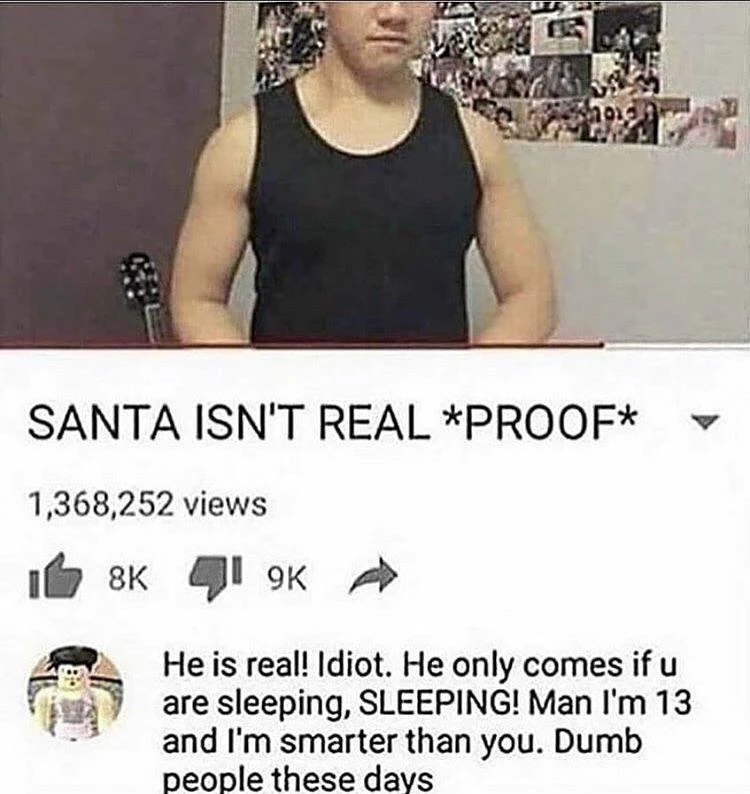 SANTA ISN'T REAL *PROOF*
1,368,252 views
8K 9K
He is real! Idiot. He only comes if u
are sleeping, SLEEPING! Man I'm 13
and I'm smarter than you. Dumb
people these days